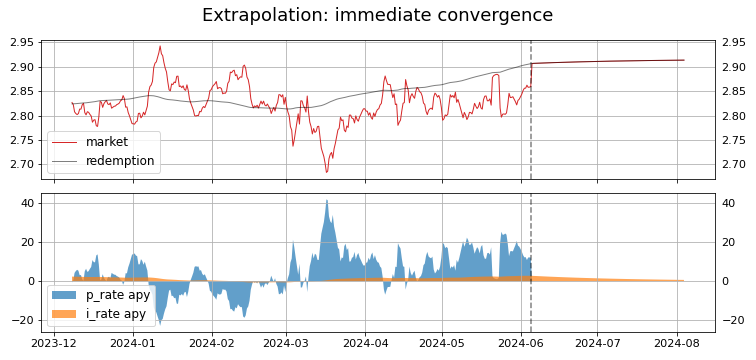 Extrapolation: immediate convergence
2.95 2.95
2.90 2.90
2.85 2.85
2.80 2.80
2.75 2.75
2.70 2.70
market
redemption
40 40
20 20
0 0
−20 −20
p_rate apy
i_rate apy
2023-12 2024-01 2024-02 2024-03 2024-04 2024-05 2024-06 2024-07 2024-08